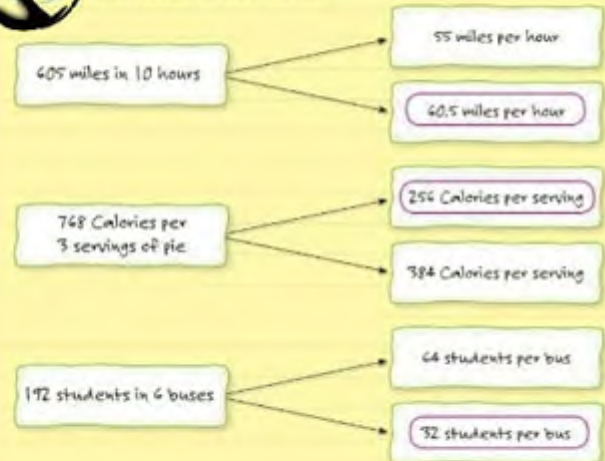 605 miles in 10 hours
55 miles per hour
60.5 miles per hour
768 Calories per
3 servings of pie
256 Calories per serving
384 Calories per serving
192 students in 6 buses
64 students per bus
32 students per bus